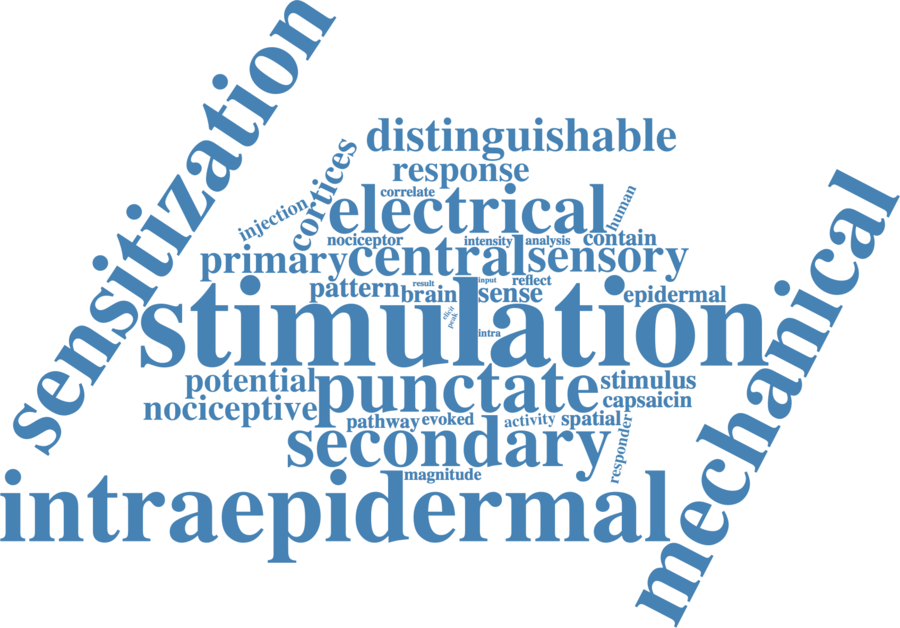 sensitization
distinguishable
response
cortices
correlate
electrical
human
injection
nociceptor
intensity
analysis
contain
primary
central
sensory
pattern
result
brain
input
sense
reflect
epidermal
stimulation
elicit
peak
intra
mechanical
potential
punctate
stimulus
nociceptive
capsaicin
pathway
evoked
activity
spatial
responder
secondary
magnitude
intraepidermal